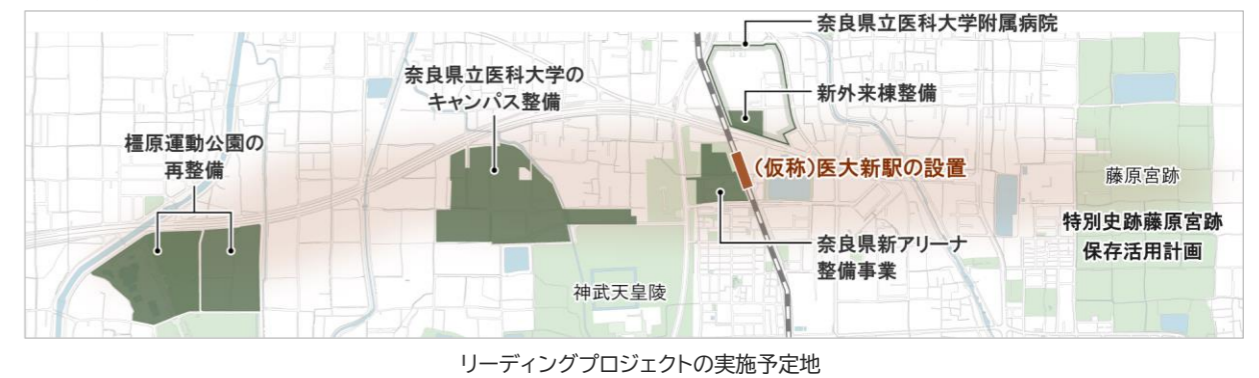 奈良県立医科大学附属病院
奈良県立医科大学の
キャンパス整備
新外来棟整備
橿原運動公園の
再整備
(仮称)医大新駅の設置
藤原宮跡
特別史跡藤原宮跡
保存活用計画
奈良県新アリーナ
整備事業
神武天皇陵
リーディングプロジェクトの実施予定地